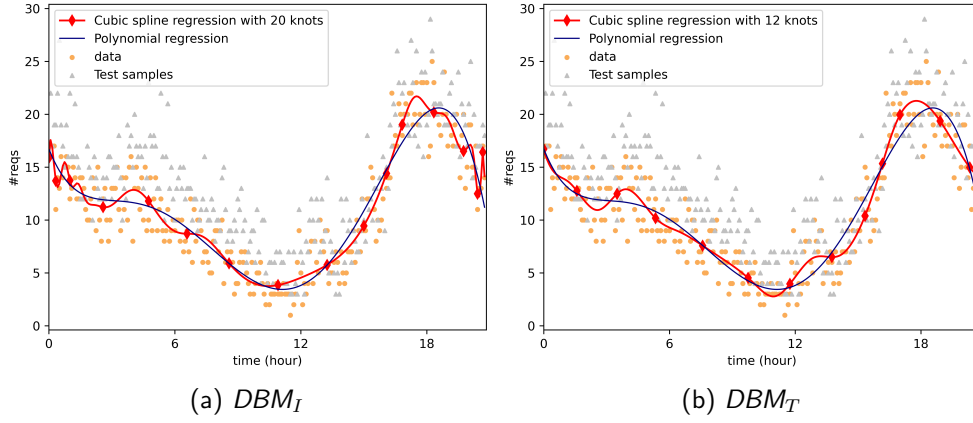 Cubic spline regression with 20 knots
Polynomial regression
data
Test samples
30
25
20
15
10
5
0
#reqs
0 6 12 18
time (hour)
(a) DBM_I
Cubic spline regression with 12 knots
Polynomial regression
data
Test samples
30
25
20
15
10
5
0
#reqs
0 6 12 18
time (hour)
(b) DBM_T